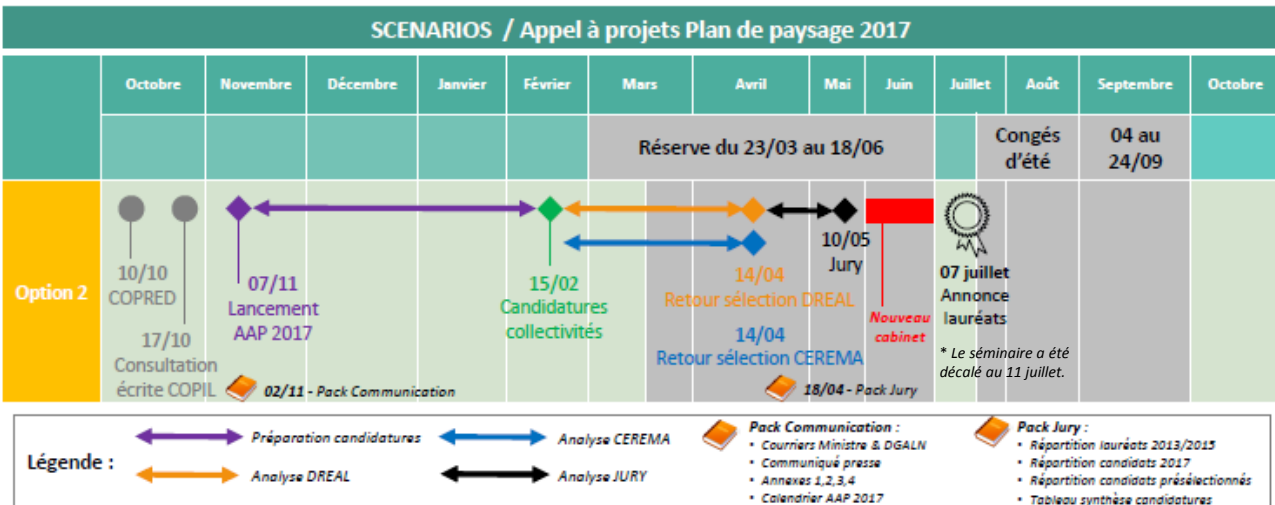 SCENARIOS / Appel à projets Plan de paysage 2017
Octobre Novembre Décembre Janvier Février Mars Avril Mai Juin Juillet Août Septembre Octobre
Réserve du 23/03 au 18/06
Congés
d'été
04 au
24/09
Option 2
10/10
COPRED
17/10
Consultation
écrite COPIL
07/11
Lancement
AAP 2017
02/11 - Pack Communication
15/02
Candidatures
collectivités
14/04
Retour sélection DREAL
14/04
Retour sélection CEREMA
18/04 - Pack Jury
10/05
Jury
Nouveau
cabinet
07 juillet
Annonce
lauréats
* Le séminaire a été
décalé au 11 juillet.
Légende :
Préparation candidatures
Analyse DREAL
Analyse CEREMA
Analyse JURY
Pack Communication :
• Courriers Ministre & DGALN
• Communiqué presse
• Annexes 1,2,3,4
• Calendrier AAP 2017
Pack Jury :
• Répartition lauréats 2013/2015
• Répartition candidats 2017
• Répartition candidats présélectionnés
• Tableau synthèse candidatures